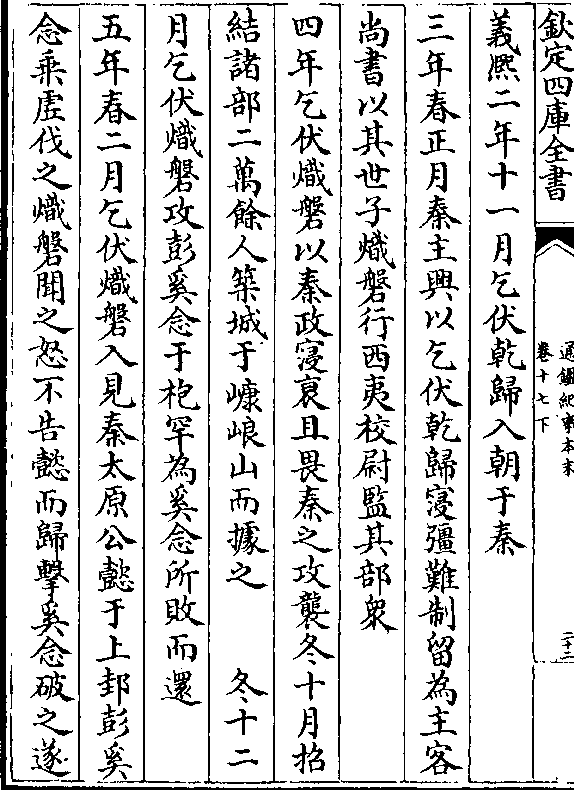 欽定四庫全書
通鑑紀事本末
卷十七下
二十二
義熙二年十一月乞伏乾歸入朝于秦
三年春正月秦主興以乞伏乾歸寖彊難制留為主客
尚書以其世子熾磐行西夷校尉監其部衆
四年乞伏熾磐以秦政寖衰且畏秦之攻襲冬十月招
結諸部二萬餘人築城于嵻㟍山而據之　冬十二
月乞伏熾磐攻彭奚念于枹罕為奚念所敗而還
五年春二月乞伏熾磐入見秦太原公懿于上邽彭奚
念乗虛伐之熾磐聞之怒不告懿而歸擊奚念破之遂